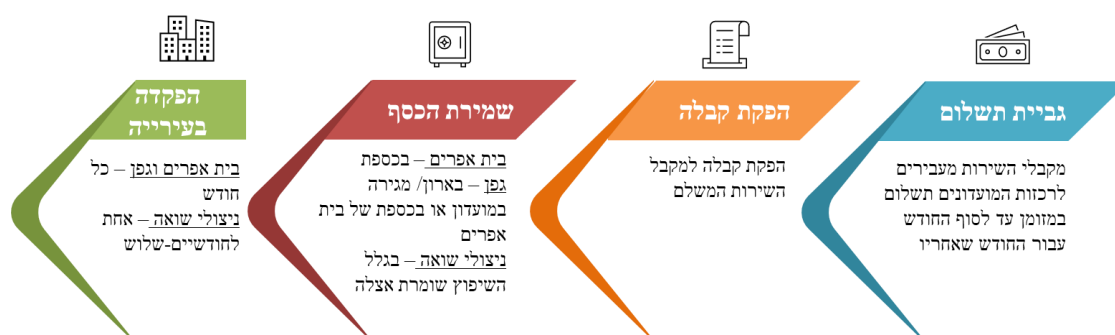 גביית תשלום
מקבלי השירות מעבירים
לרכזות המועדונים תשלום
במזומן עד לסוף החודש
עבור החודש שאחריו
הפקת קבלה
הפקת קבלה למקבל
השירות המשלם
שמירת הכסף
בית אפרים – בכספת
גפן – בארון/ מגירה
במועדון או בכספת של בית
אפרים
ניצולי שואה – בגלל
השיפוץ שומרת אצלה
הפקדה
בעירייה
בית אפרים וגפן – כל
חודש
ניצולי שואה – אחת
לחודשיים-שלוש